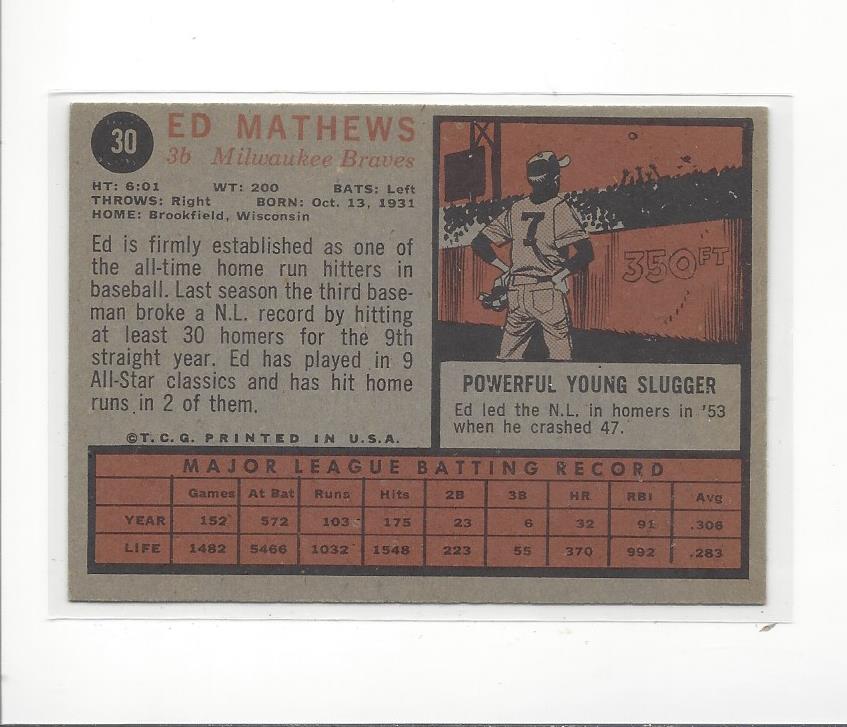 30
ED MATHEWS
3b Milwaukee Braves
HT: 6:01 WT: 200 BATS: Left
THROWS: Right BORN: Oct. 13, 1931
HOME: Brookfield, Wisconsin
Ed is firmly established as one of
the all-time home run hitters in
baseball. Last season the third base-
man broke a N.L. record by hitting
at least 30 homers for the 9th
straight year. Ed has played in 9
All-Star classics and has hit home
runs in 2 of them.
©T.C.G. PRINTED IN U.S.A.
7
350 FT
POWERFUL YOUNG SLUGGER
Ed led the N.L. in homers in '53
when he crashed 47.
MAJOR LEAGUE BATTING RECORD
Games At Bat Runs Hits 2B 3B HR RBI Avg
YEAR 152 572 103 175 23 6 32 91 .306
LIFE 1482 5466 1032 1548 223 55 370 992 .283